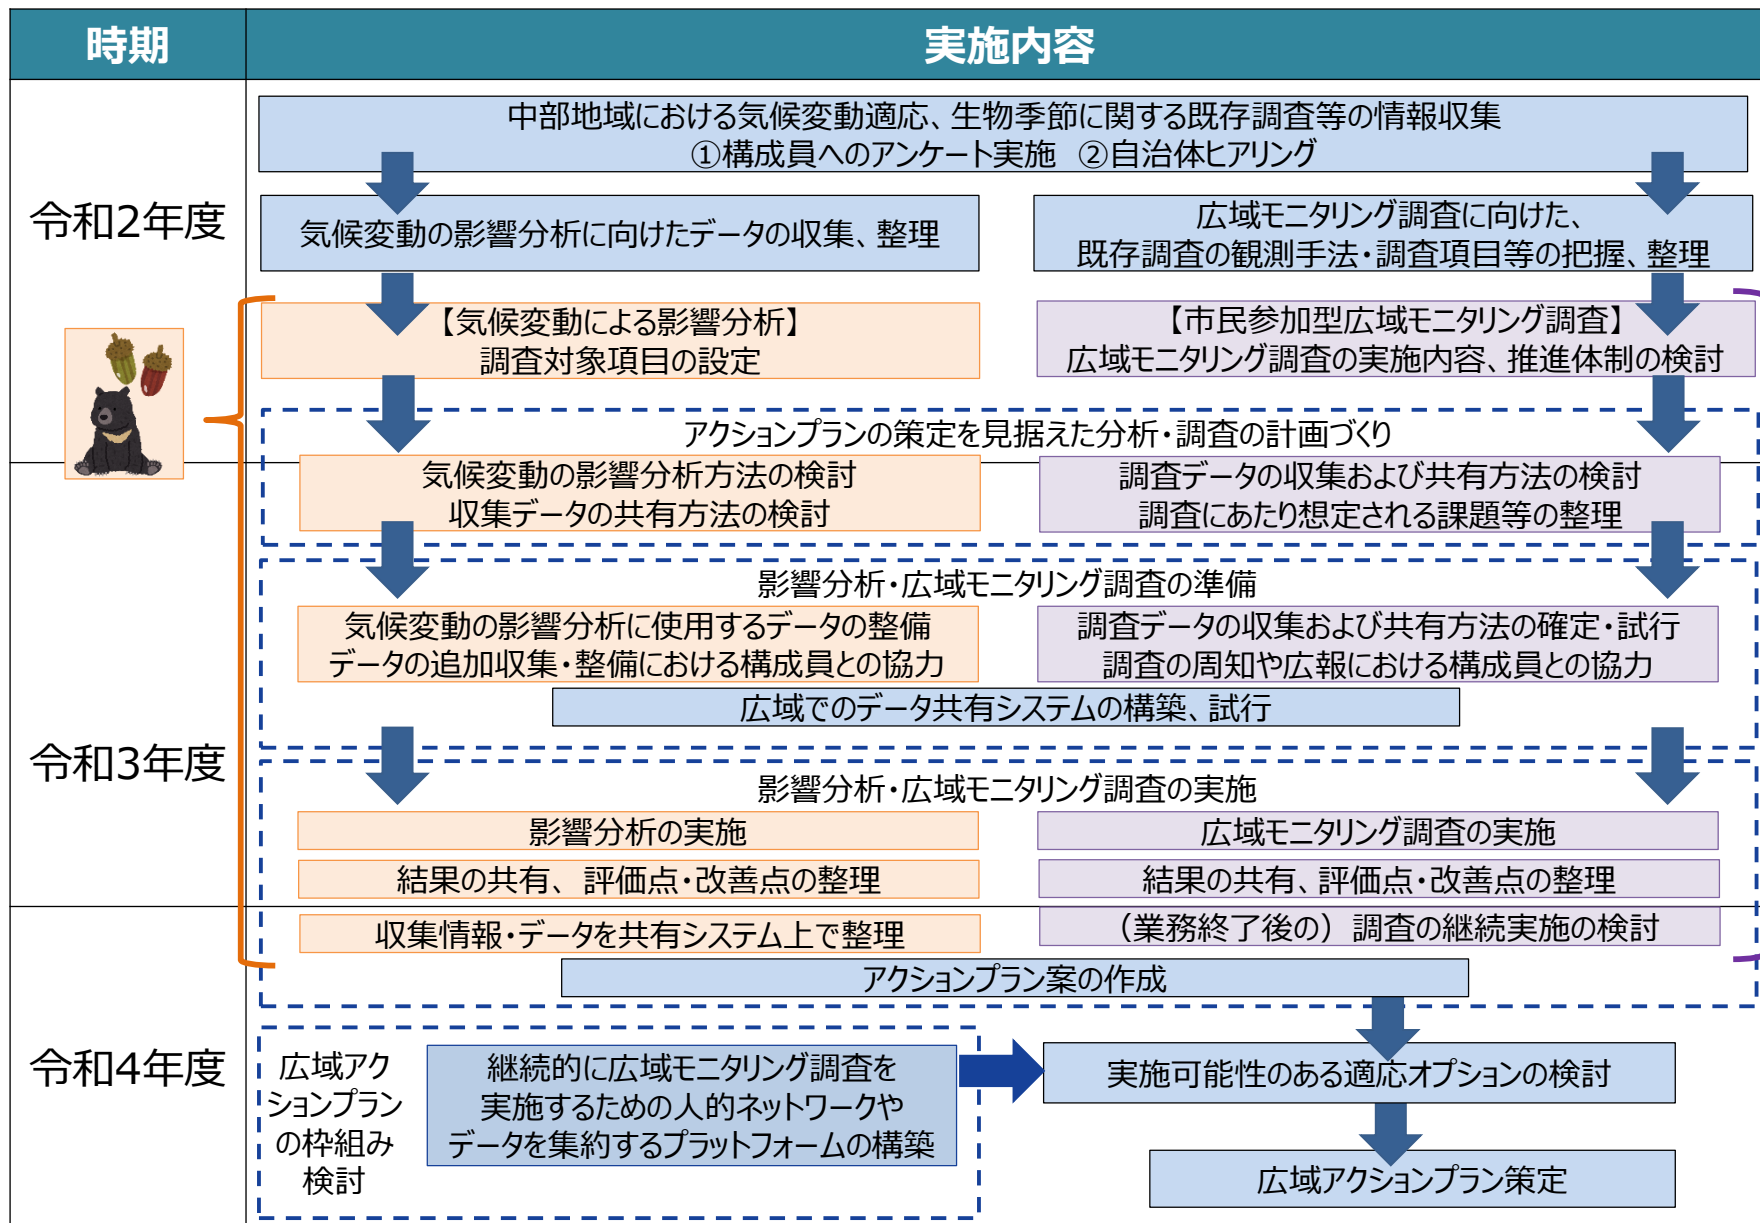 時期
実施内容
令和2年度
中部地域における気候変動適応、生物季節に関する既存調査等の情報収集
①構成員へのアンケート実施　②自治体ヒアリング
気候変動の影響分析に向けたデータの収集、整理
広域モニタリング調査に向けた、
既存調査の観測手法・調査項目等の把握、整理
【気候変動による影響分析】
調査対象項目の設定
【市民参加型広域モニタリング調査】
広域モニタリング調査の実施内容、推進体制の検討
アクションプランの策定を見据えた分析・調査の計画づくり
気候変動の影響分析方法の検討
収集データの共有方法の検討
調査データの収集および共有方法の検討
調査にあたり想定される課題等の整理
令和3年度
影響分析・広域モニタリング調査の準備
気候変動の影響分析に使用するデータの整備
データの追加収集・整備における構成員との協力
調査データの収集および共有方法の確定・試行
調査の周知や広報における構成員との協力
広域でのデータ共有システムの構築、試行
影響分析・広域モニタリング調査の実施
影響分析の実施
広域モニタリング調査の実施
結果の共有、評価点・改善点の整理
結果の共有、評価点・改善点の整理
収集情報・データを共有システム上で整理
（業務終了後の）調査の継続実施の検討
アクションプラン案の作成
令和4年度
広域アク
ションプラン
の枠組み
検討
継続的に広域モニタリング調査を
実施するための人的ネットワークや
データを集約するプラットフォームの構築
実施可能性のある適応オプションの検討
広域アクションプラン策定